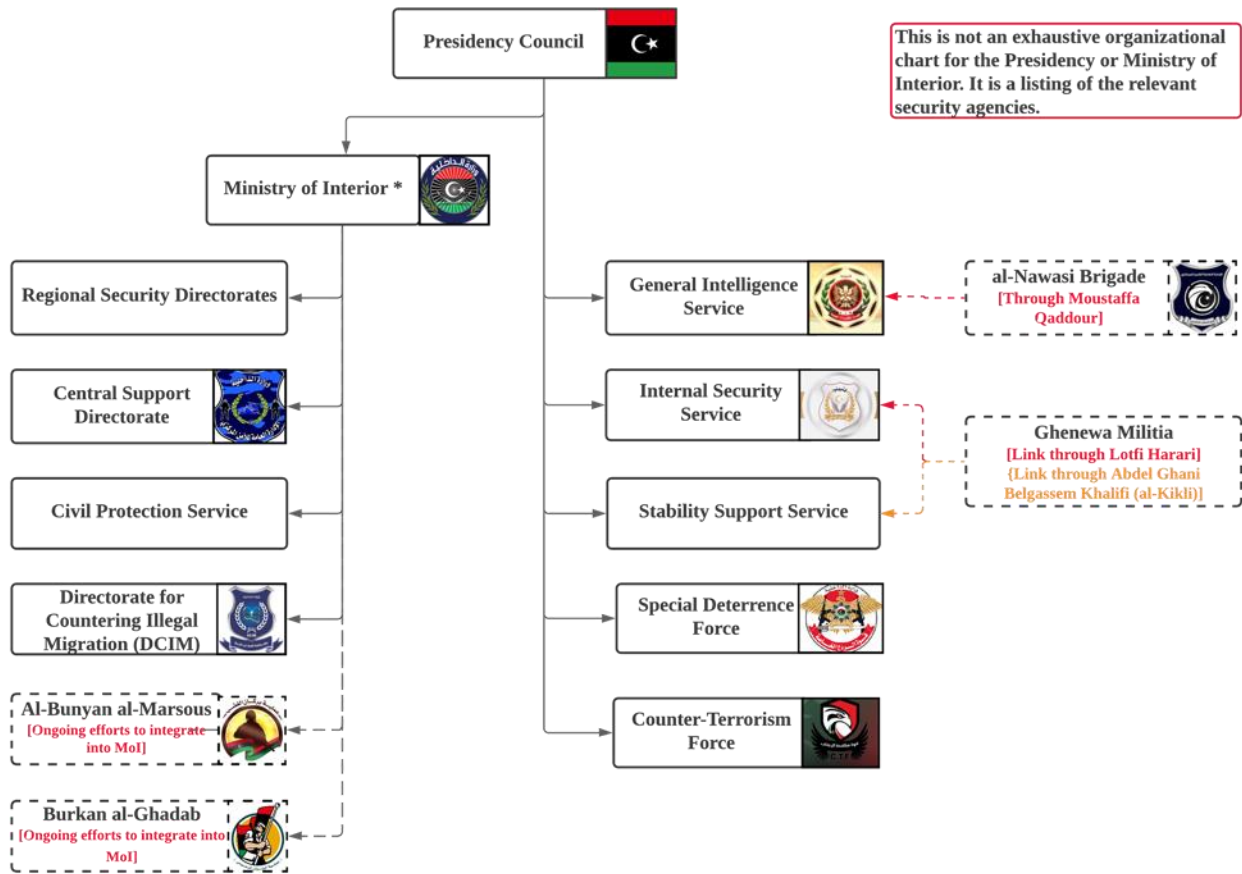 Presidency Council
This is not an exhaustive organizational
chart for the Presidency or Ministry of
Interior. It is a listing of the relevant
security agencies.
Ministry of Interior *
وزارة الداخلية
Regional Security Directorates
General Intelligence
Service
al-Nawasi Brigade
[Through Moustaffa
Qaddour]
Central Support
Directorate
Internal Security
Service
Ghenewa Militia
[Link through Lotfi Harari]
{Link through Abdel Ghani
Belgassem Khalifi (al-Kikli)]
Civil Protection Service
Stability Support Service
Directorate for
Countering Illegal
Migration (DCIM)
Special Deterrence
Force
Al-Bunyan al-Marsous
[Ongoing efforts to integrate
into MoI]
Counter-Terrorism
Force
C.T.F
Burkan al-Ghadab
[Ongoing efforts to integrate into
MoI]